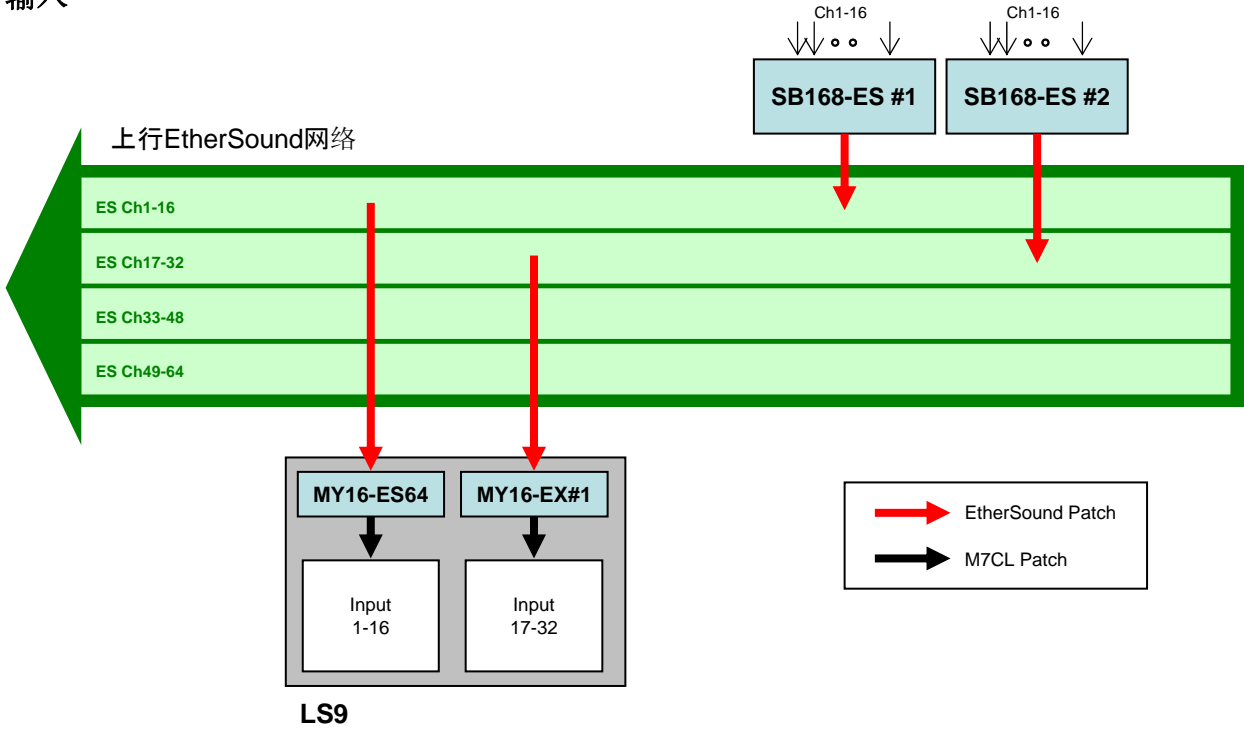 输入
Ch1-16
Ch1-16
SB168-ES #1
SB168-ES #2
上行EtherSound网络
ES Ch1-16
ES Ch17-32
ES Ch33-48
ES Ch49-64
MY16-ES64
MY16-EX#1
Input
1-16
Input
17-32
LS9
EtherSound Patch
M7CL Patch